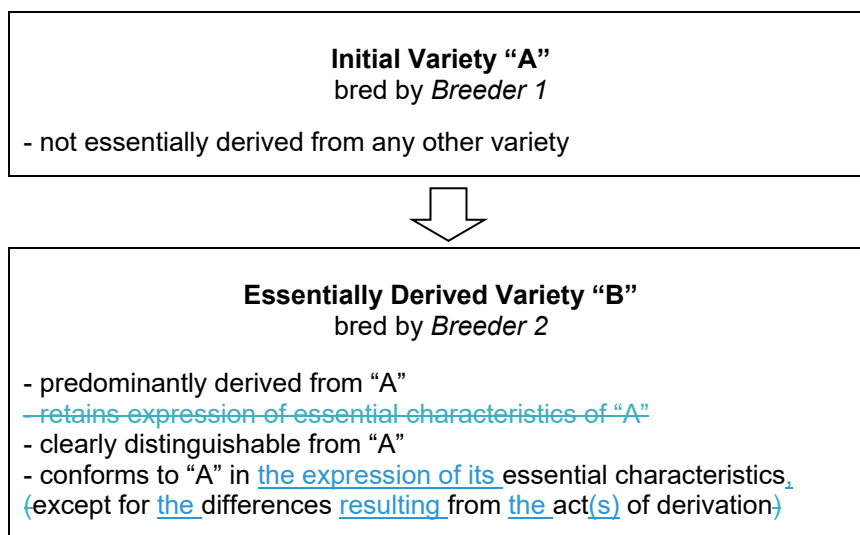 Initial Variety “A”
bred by Breeder 1
- not essentially derived from any other variety
Essentially Derived Variety “B”
bred by Breeder 2
- predominantly derived from “A”
- retains expression of essential characteristics of “A”
- clearly distinguishable from “A”
- conforms to “A” in the expression of its essential characteristics,
(except for the differences resulting from the act(s) of derivation)